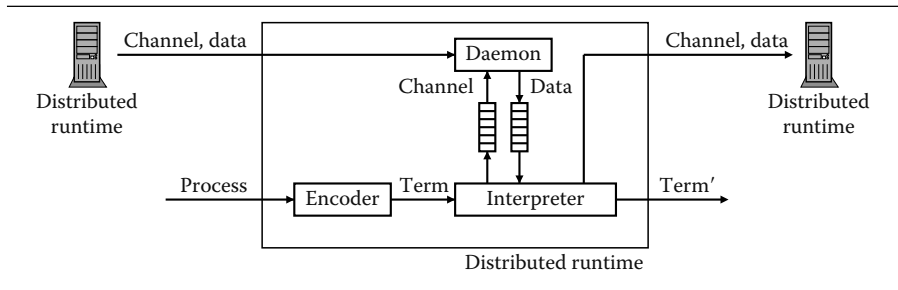 Channel, data
Daemon
Channel, data
Channel
Data
Distributed
runtime
Distributed
runtime
Process
Encoder
Term
Interpreter
Term′
Distributed runtime